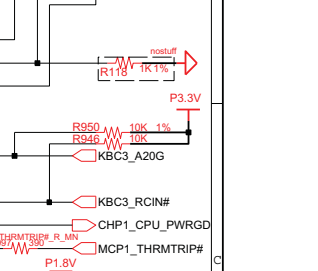 nostuff
R118 1K 1%
P3.3V
R950 10K 1%
R946 10K
KBC3_A20G
KBC3_RCIN#
CHP1_CPU_PWRGD
THRMTRIP#_R_MN
390
MCP1_THRMTRIP#
P1.8V
C